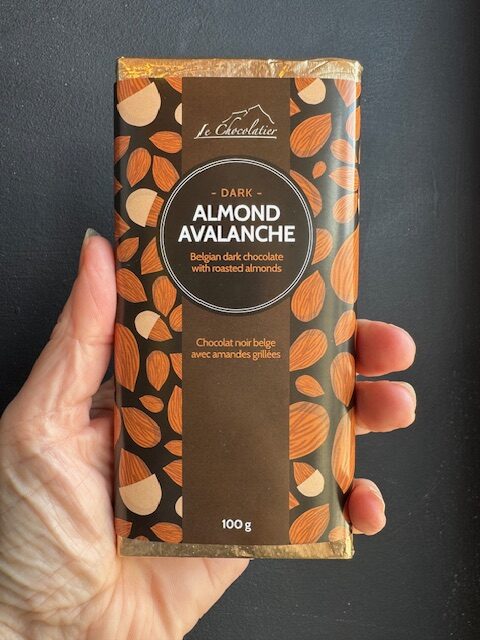 Le Chocolatier
- DARK -
ALMOND
AVALANCHE
Belgian dark chocolate
with roasted almonds
Chocolat noir belge
avec amandes grillées
100 g